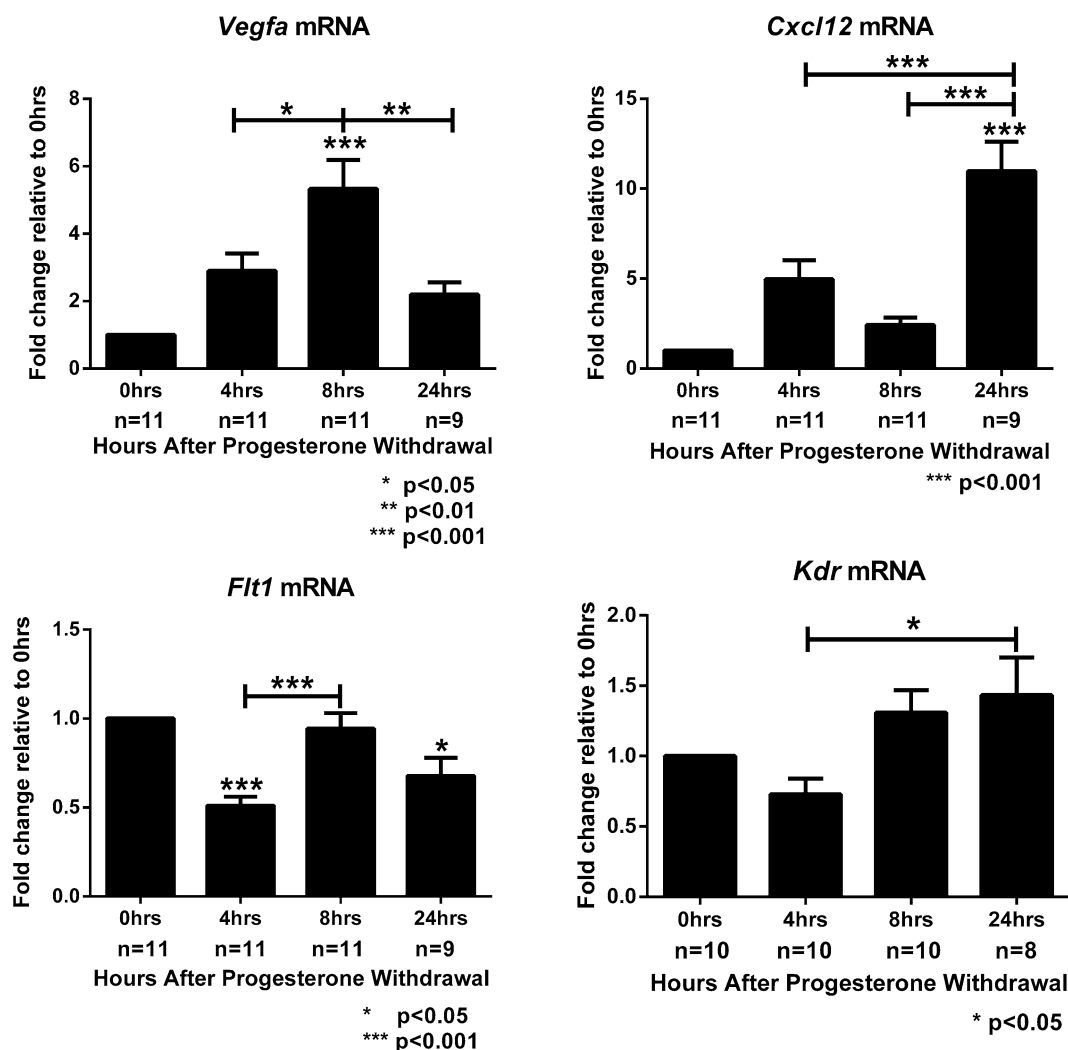 Vegfa mRNA
Fold change relative to 0hrs
8
6
4
2
0
* **
***
0hrs 4hrs 8hrs 24hrs
n=11 n=11 n=11 n=9
Hours After Progesterone Withdrawal
* p<0.05
** p<0.01
*** p<0.001
Cxcl12 mRNA
Fold change relative to 0hrs
15
10
5
0
***
***
***
0hrs 4hrs 8hrs 24hrs
n=11 n=11 n=11 n=9
Hours After Progesterone Withdrawal
*** p<0.001
Flt1 mRNA
Fold change relative to 0hrs
1.5
1.0
0.5
0.0
***
*
***
0hrs 4hrs 8hrs 24hrs
n=11 n=11 n=11 n=9
Hours After Progesterone Withdrawal
* p<0.05
*** p<0.001
Kdr mRNA
Fold change relative to 0hrs
2.0
1.5
1.0
0.5
0.0
*
0hrs 4hrs 8hrs 24hrs
n=10 n=10 n=10 n=8
Hours After Progesterone Withdrawal
* p<0.05